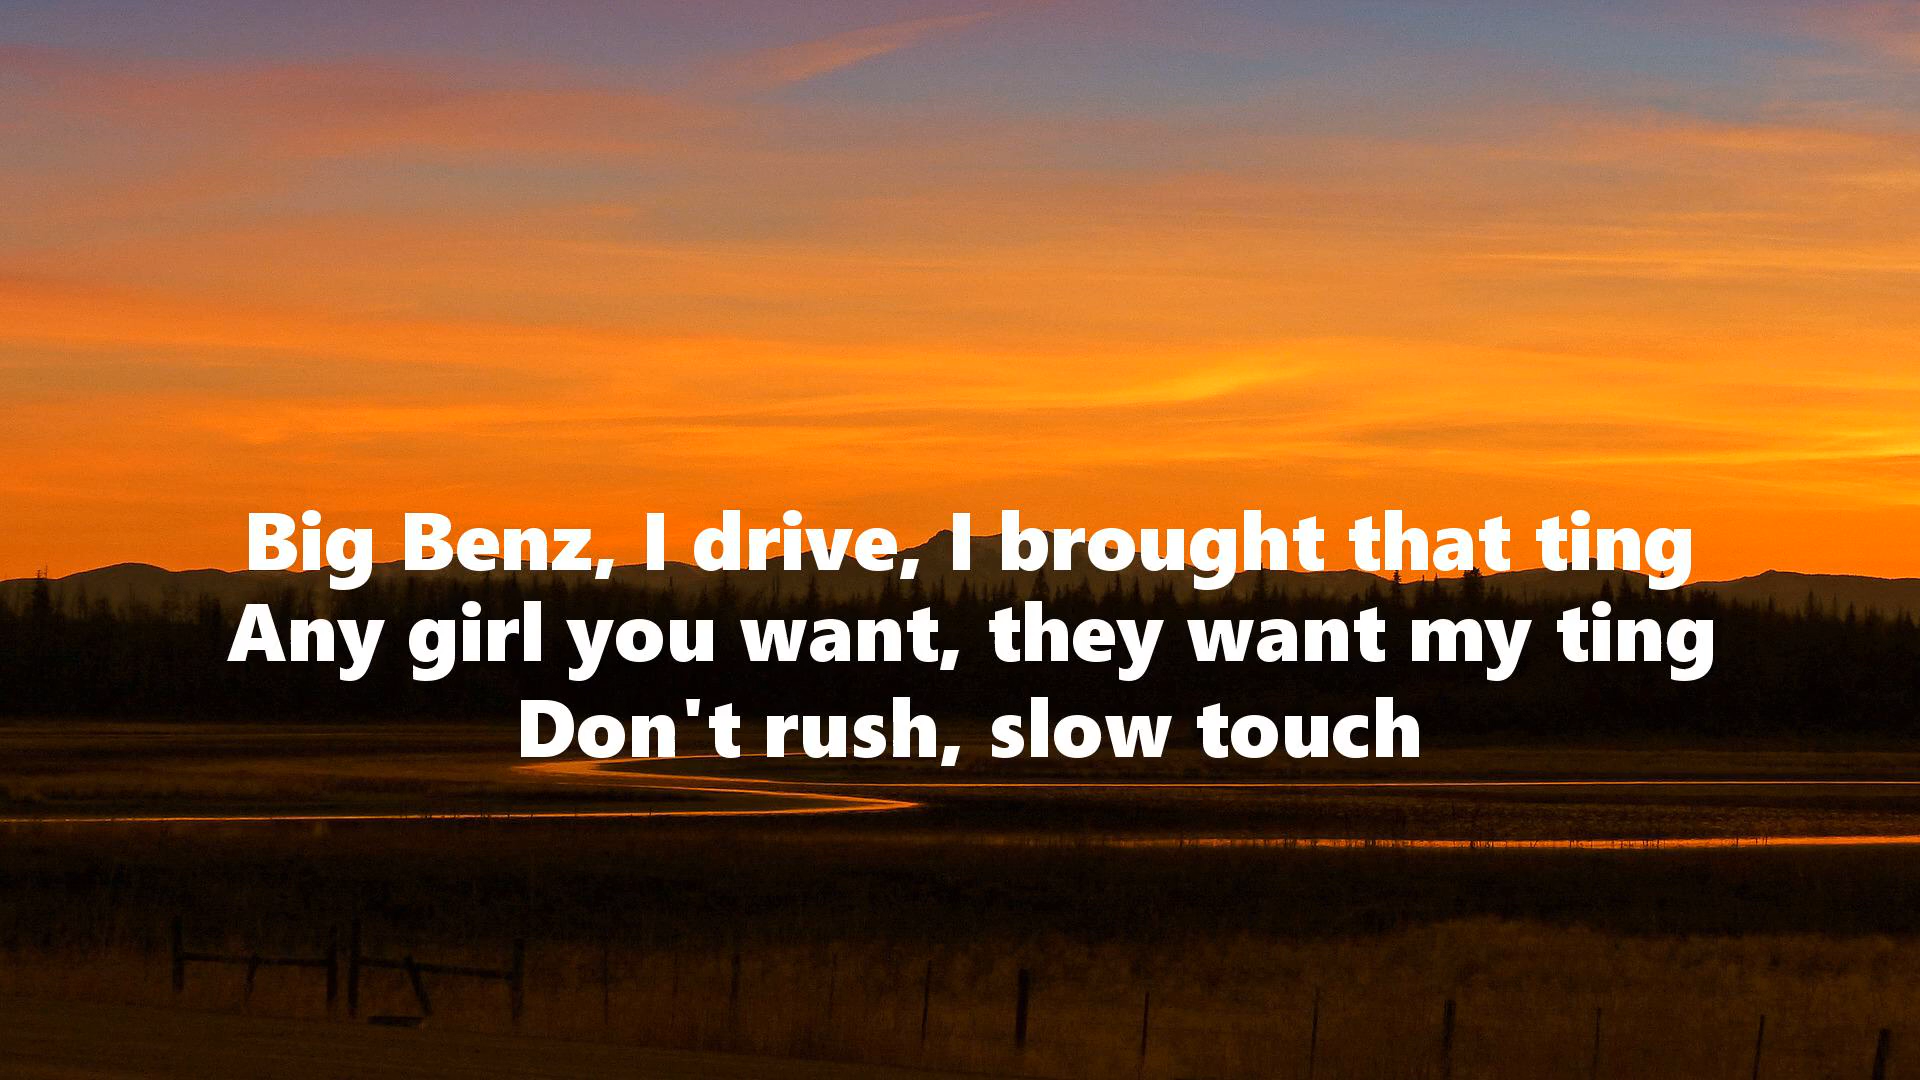 Big Benz, I drive, I brought that ting
Any girl you want, they want my ting
Don't rush, slow touch